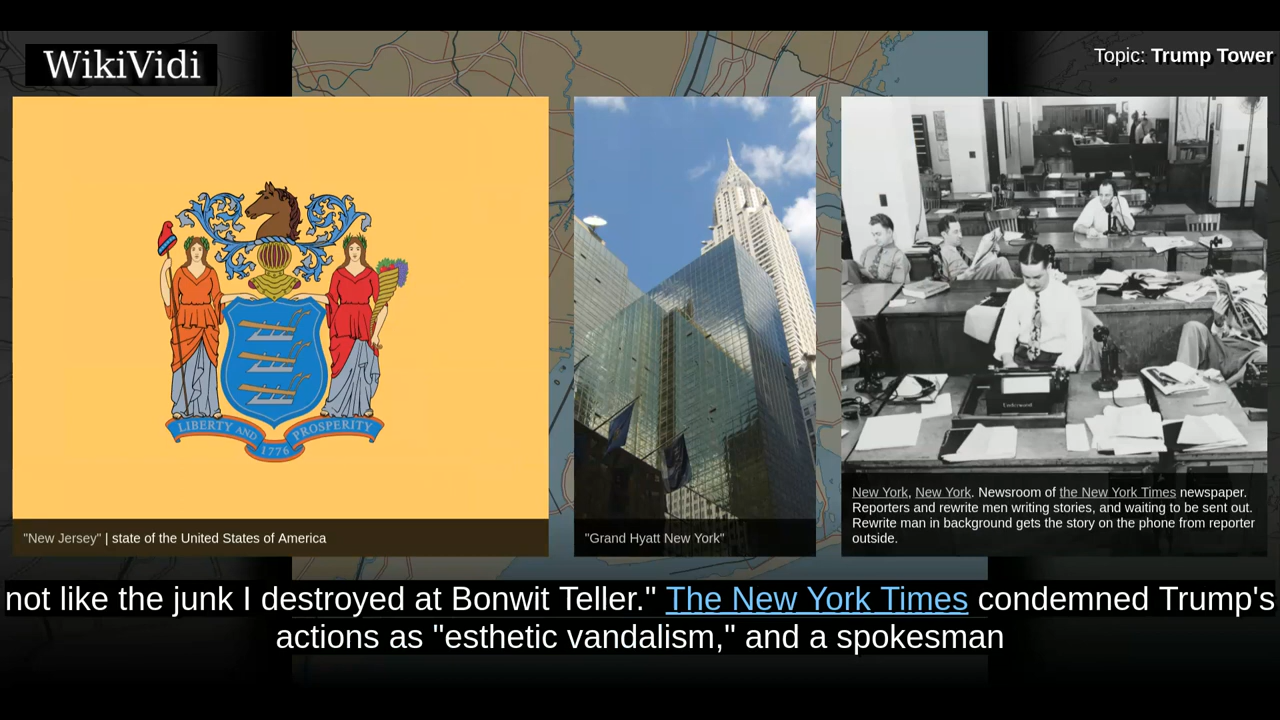 WikiVidi
Topic: Trump Tower
LIBERTY AND PROSPERITY
1776
"New Jersey" | state of the United States of America
"Grand Hyatt New York"
Underwood
New York, New York. Newsroom of the New York Times newspaper.
Reporters and rewrite men writing stories, and waiting to be sent out.
Rewrite man in background gets the story on the phone from reporter
outside.
not like the junk I destroyed at Bonwit Teller." The New York Times condemned Trump's
actions as "esthetic vandalism," and a spokesman